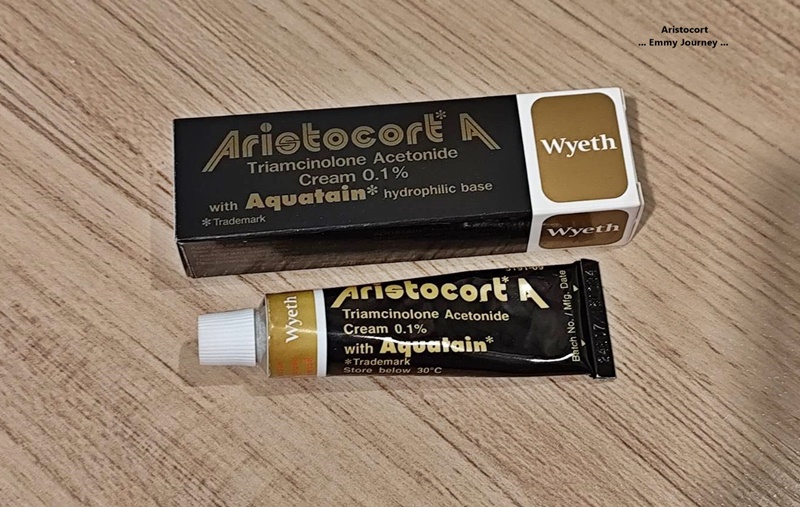 Aristocort
... Emmy Journey ...
Aristocort* A
Triamcinolone Acetonide
Cream 0.1%
with Aquatain* hydrophilic base
*Trademark
Wyeth
Wyeth
Wyeth
Aristocort* A
Triamcinolone Acetonide
Cream 0.1%
with Aquatain*
*Trademark
Store below 30°C
Batch No. / Mfg. Date